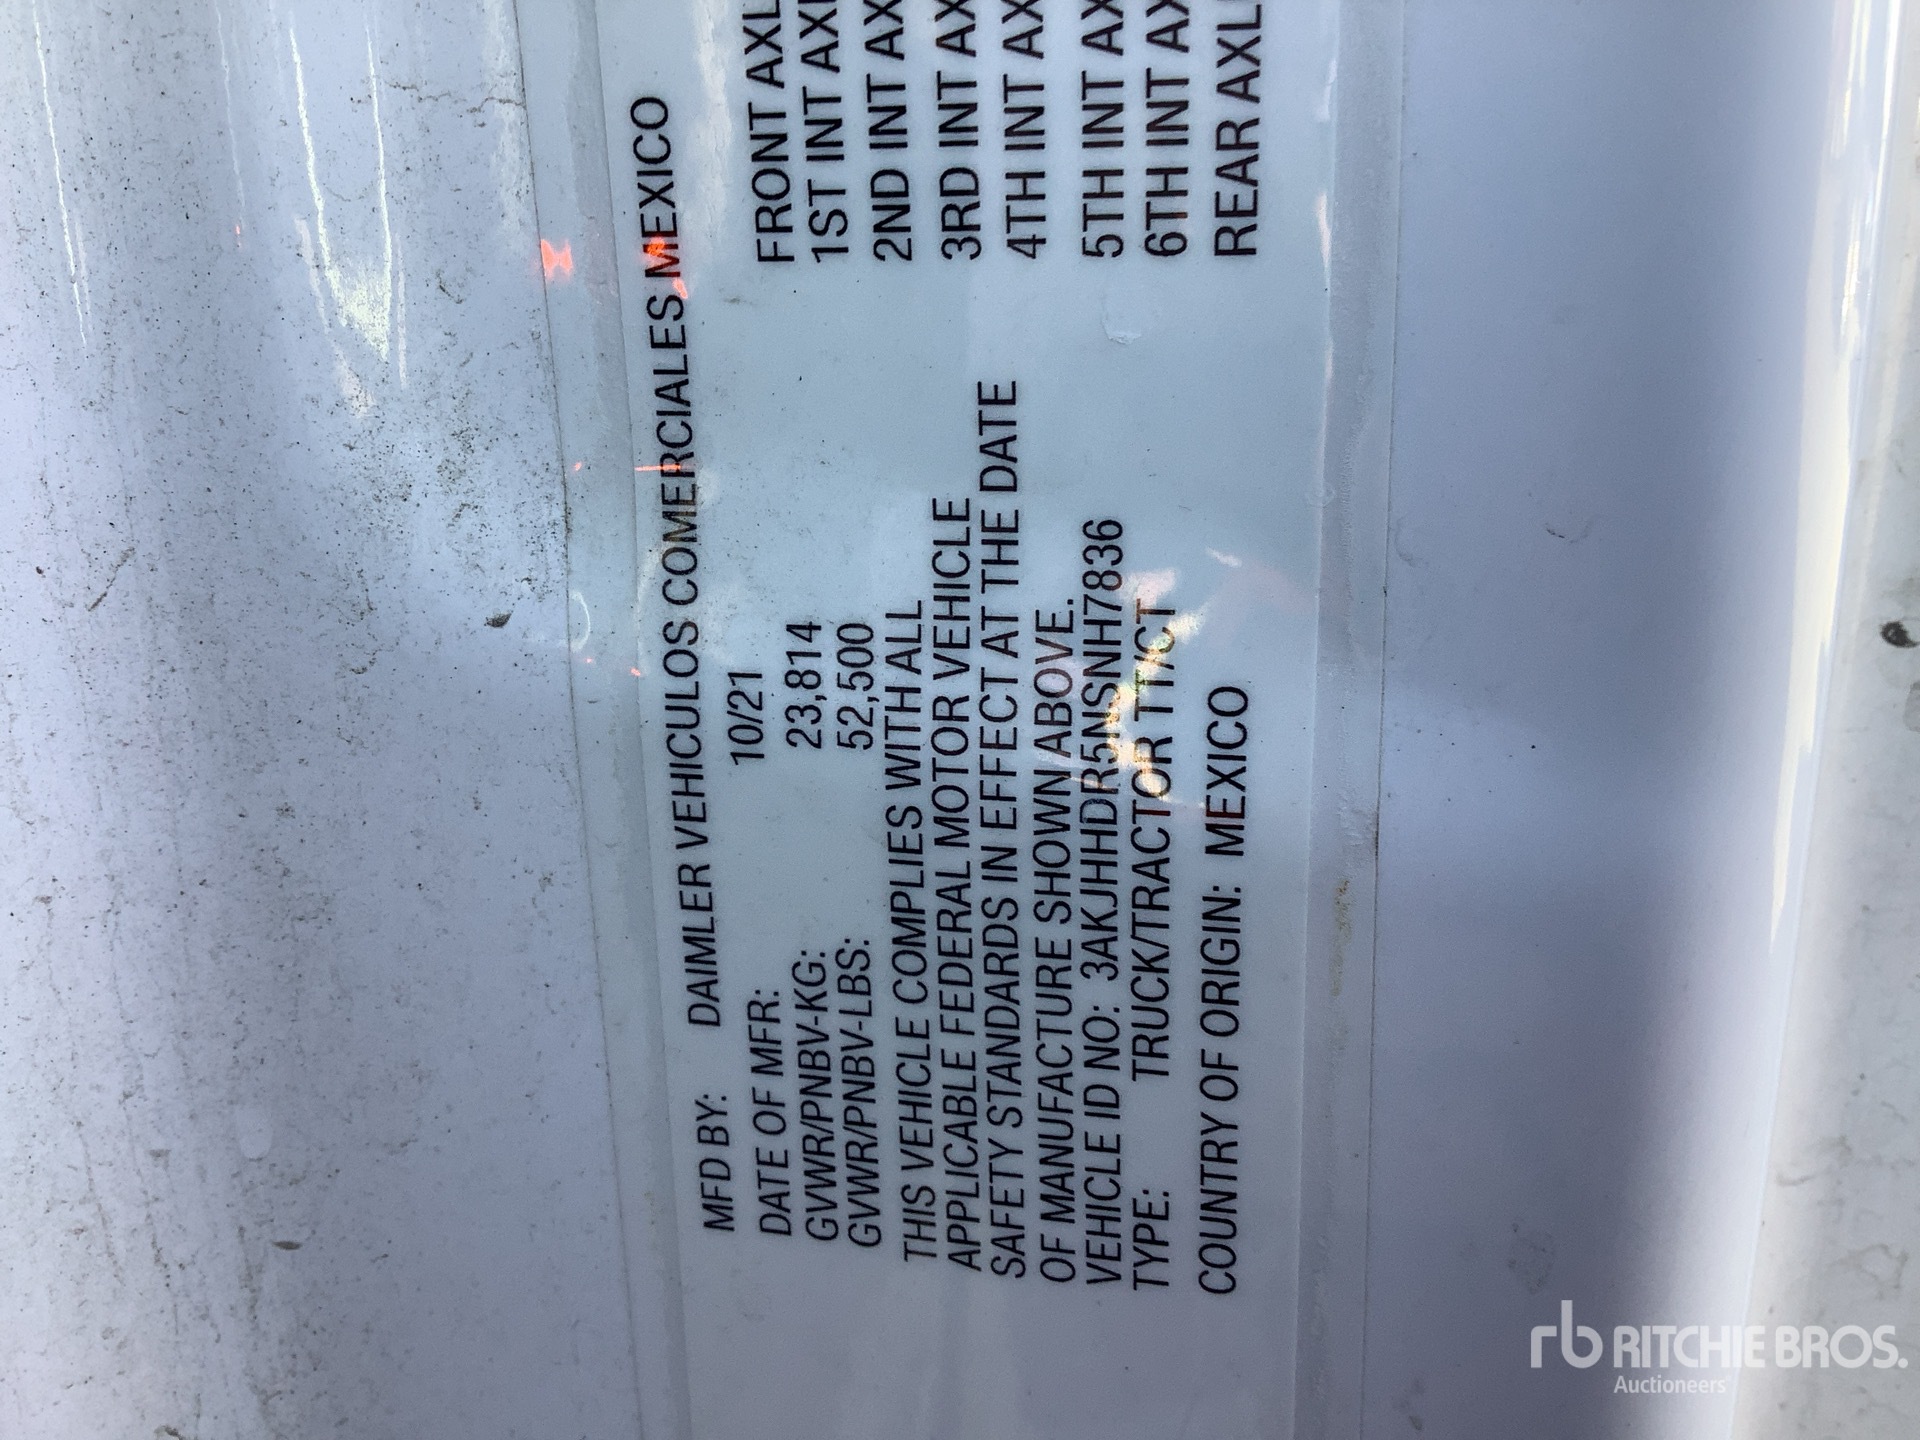 MFD BY: DAIMLER VEHICULOS COMERCIALES MEXICO
DATE OF MFR: 10/21
GVWR/PNBV-KG: 23,814
GVWR/PNBV-LBS: 52,500
THIS VEHICLE COMPLIES WITH ALL
APPLICABLE FEDERAL MOTOR VEHICLE
SAFETY STANDARDS IN EFFECT AT THE DATE
OF MANUFACTURE SHOWN ABOVE.
VEHICLE ID NO: 3AKJHHDR5NSNH7836
TYPE: TRUCK/TRACTOR TT/CT
COUNTRY OF ORIGIN: MEXICO
FRONT AXL
1ST INT AXL
2ND INT AX
3RD INT AX
4TH INT AX
5TH INT AX
6TH INT AX
REAR AXL
rb RITCHIE BROS.
Auctioneers